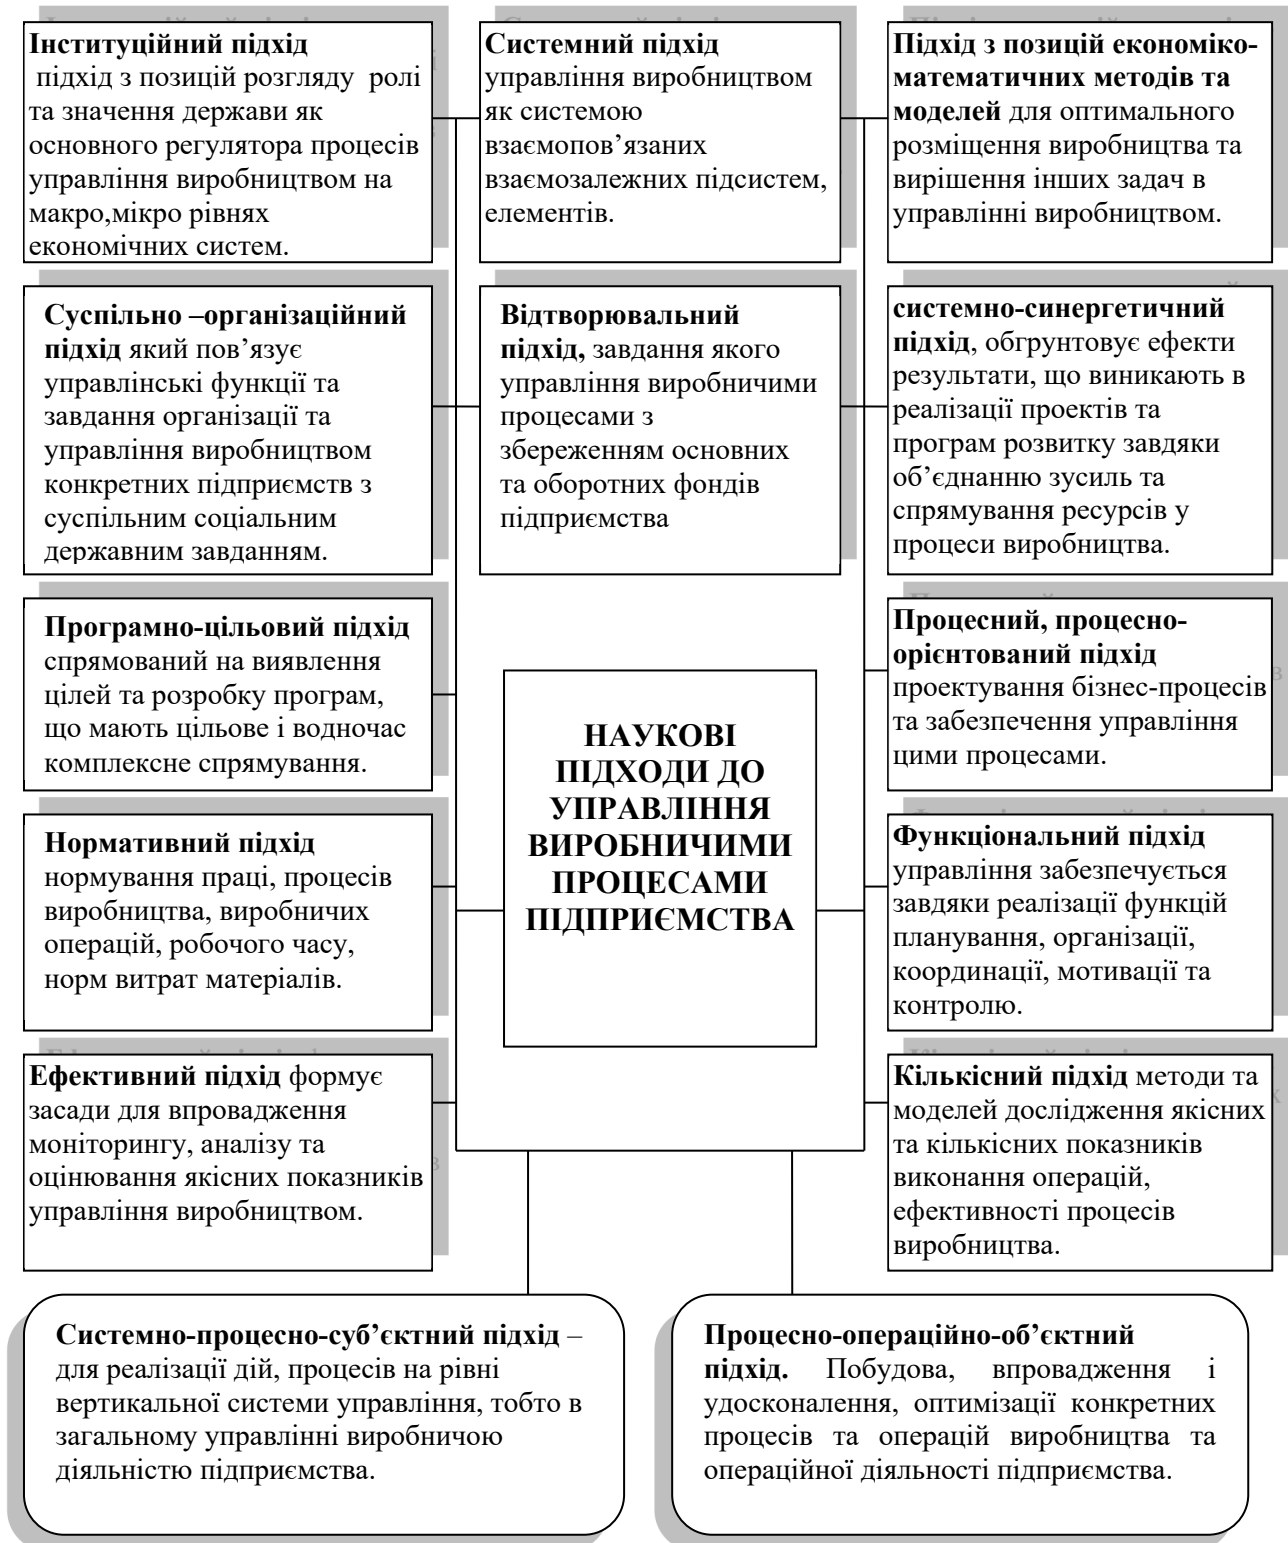 Інституційний підхід
підхід з позицій розгляду ролі
та значення держави як
основного регулятора процесів
управління виробництвом на
макро,мікро рівнях
економічних систем.
Системний підхід
управління виробництвом
як системою
взаємопов’язаних
взаємозалежних підсистем,
елементів.
Підхід з позицій економіко-
математичних методів та
моделей для оптимального
розміщення виробництва та
вирішення інших задач в
управлінні виробництвом.
Суспільно –організаційний
підхід який пов’язує
управлінські функції та
завдання організації та
управління виробництвом
конкретних підприємств з
суспільним соціальним
державним завданням.
Відтворювальний
підхід, завдання якого
управління виробничими
процесами з
збереженням основних
та оборотних фондів
підприємства
системно-синергетичний
підхід, обгрунтовує ефекти
результати, що виникають в
реалізації проектів та
програм розвитку завдяки
об’єднанню зусиль та
спрямування ресурсів у
процеси виробництва.
Програмно-цільовий підхід
спрямований на виявлення
цілей та розробку програм,
що мають цільове і водночас
комплексне спрямування.
НАУКОВІ
ПІДХОДИ ДО
УПРАВЛІННЯ
ВИРОБНИЧИМИ
ПРОЦЕСАМИ
ПІДПРИЄМСТВА
Процесний, процесно-
орієнтований підхід
проектування бізнес-процесів
та забезпечення управління
цими процесами.
Нормативний підхід
нормування праці, процесів
виробництва, виробничих
операцій, робочого часу,
норм витрат матеріалів.
Функціональний підхід
управління забезпечується
завдяки реалізації функцій
планування, організації,
координації, мотивації та
контролю.
Ефективний підхід формує
засади для впровадження
моніторингу, аналізу та
оцінювання якісних показників
управління виробництвом.
Кількісний підхід методи та
моделей дослідження якісних
та кількісних показників
виконання операцій,
ефективності процесів
виробництва.
Системно-процесно-суб’єктний підхід –
для реалізації дій, процесів на рівні
вертикальної системи управління, тобто в
загальному управлінні виробничою
діяльністю підприємства.
Процесно-операційно-об’єктний
підхід. Побудова, впровадження і
удосконалення, оптимізації конкретних
процесів та операцій виробництва та
операційної діяльності підприємства.